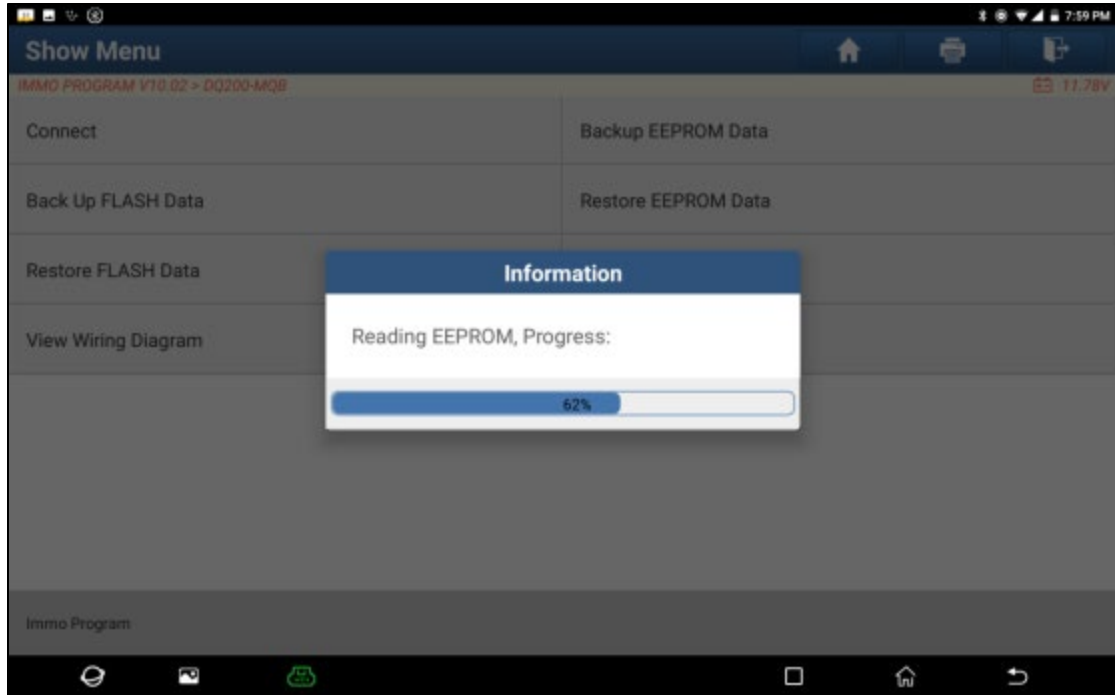 7:59 PM
Show Menu
IMMO PROGRAM V10.02 > DQ200-MQB
11.78V
Connect
Backup EEPROM Data
Back Up FLASH Data
Restore EEPROM Data
Restore FLASH Data
View Wiring Diagram
Information
Reading EEPROM, Progress:
62%
Immo Program